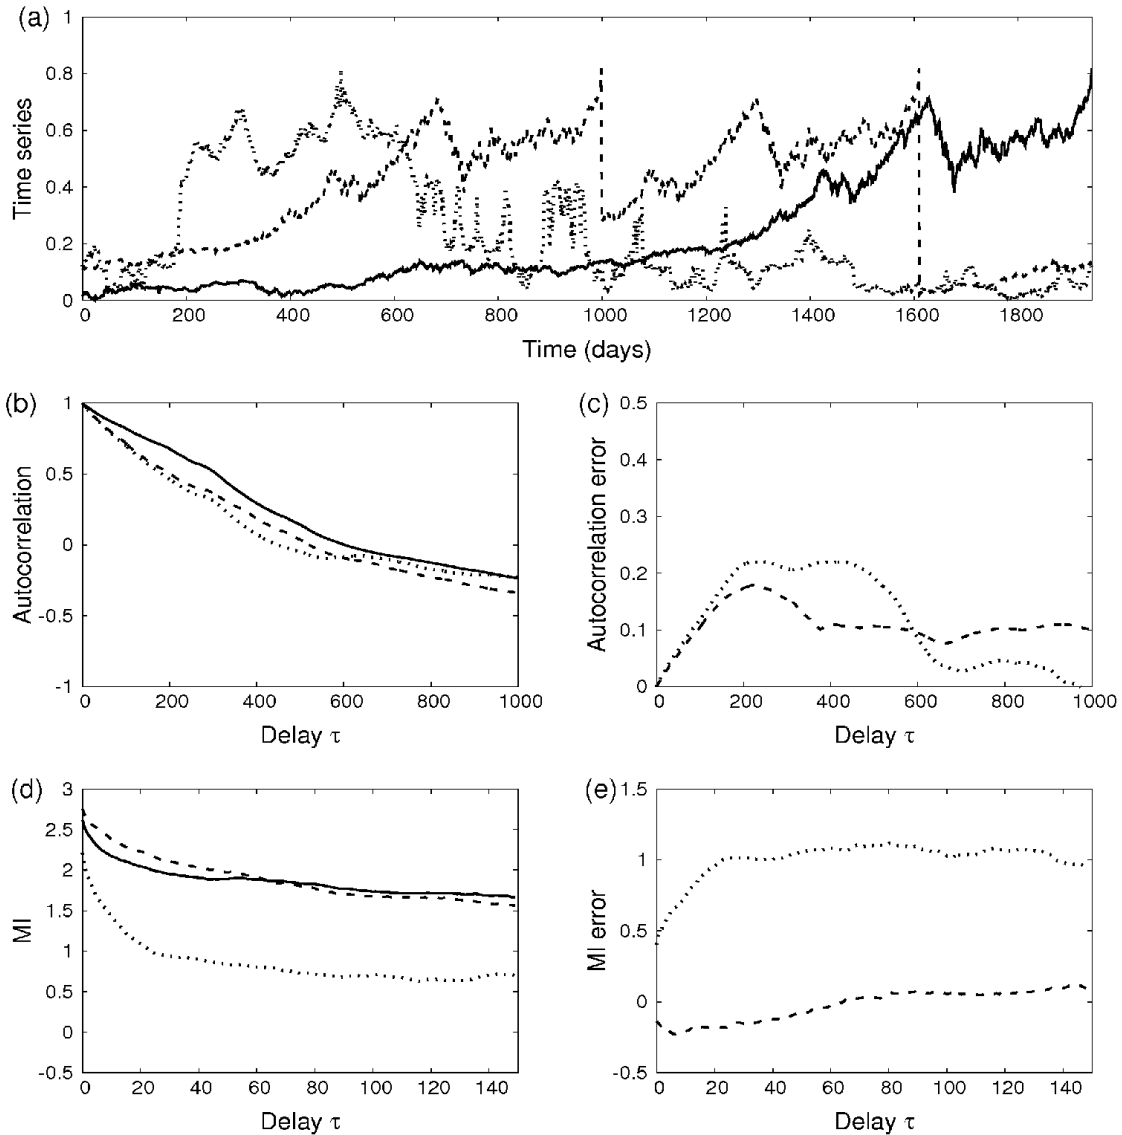 (a)
Time series
1
0.8
0.6
0.4
0.2
0
0 200 400 600 800 1000 1200 1400 1600 1800
Time (days)
(b)
Autocorrelation
1
0.5
0
-0.5
-1
0 200 400 600 800 1000
Delay τ
(c)
Autocorrelation error
0.5
0.4
0.3
0.2
0.1
0
0 200 400 600 800 1000
Delay τ
(d)
MI
3
2.5
2
1.5
1
0.5
0
-0.5
0 20 40 60 80 100 120 140
Delay τ
(e)
MI error
1.5
1
0.5
0
-0.5
0 20 40 60 80 100 120 140
Delay τ